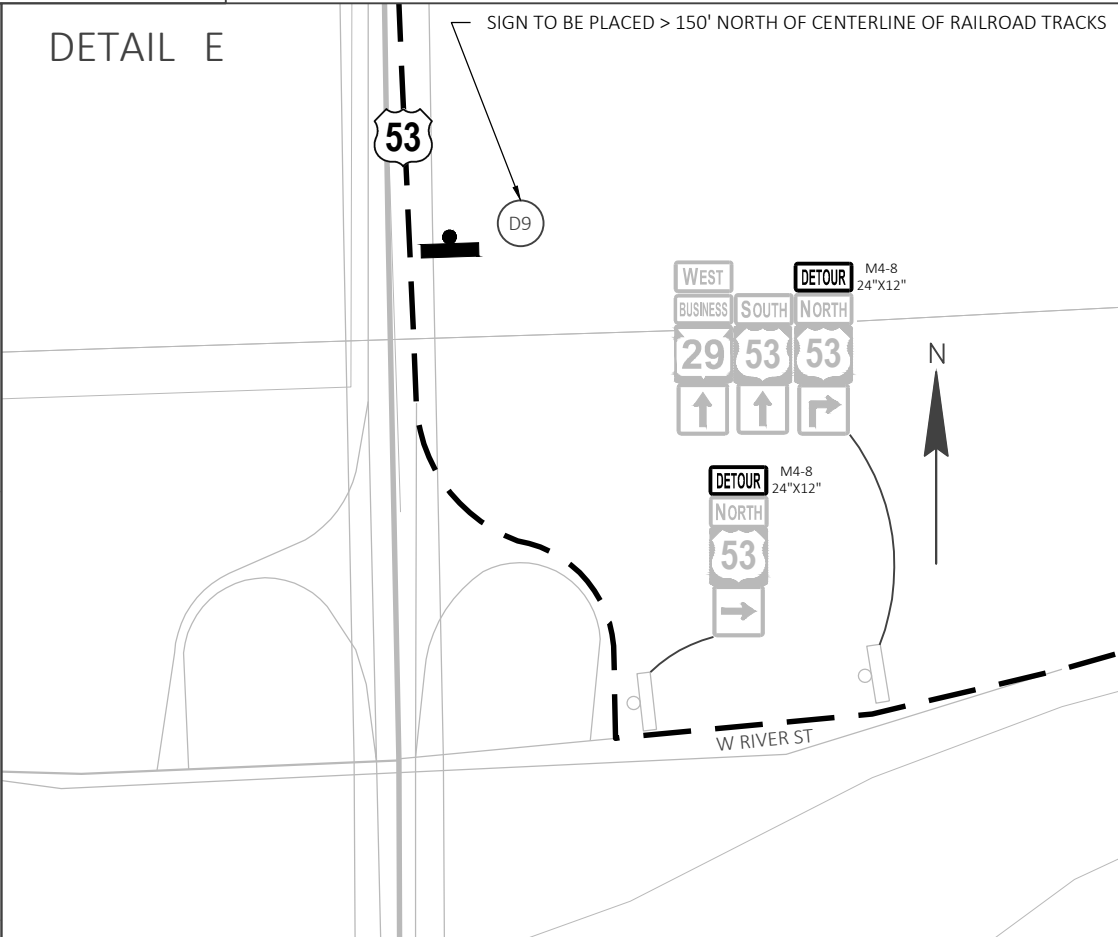 DETAIL E
SIGN TO BE PLACED > 150' NORTH OF CENTERLINE OF RAILROAD TRACKS
53
D9
WEST
BUSINESS
29
SOUTH
53
DETOUR
NORTH
53
M4-8
24"X12"
N
DETOUR
NORTH
53
M4-8
24"X12"
W RIVER ST